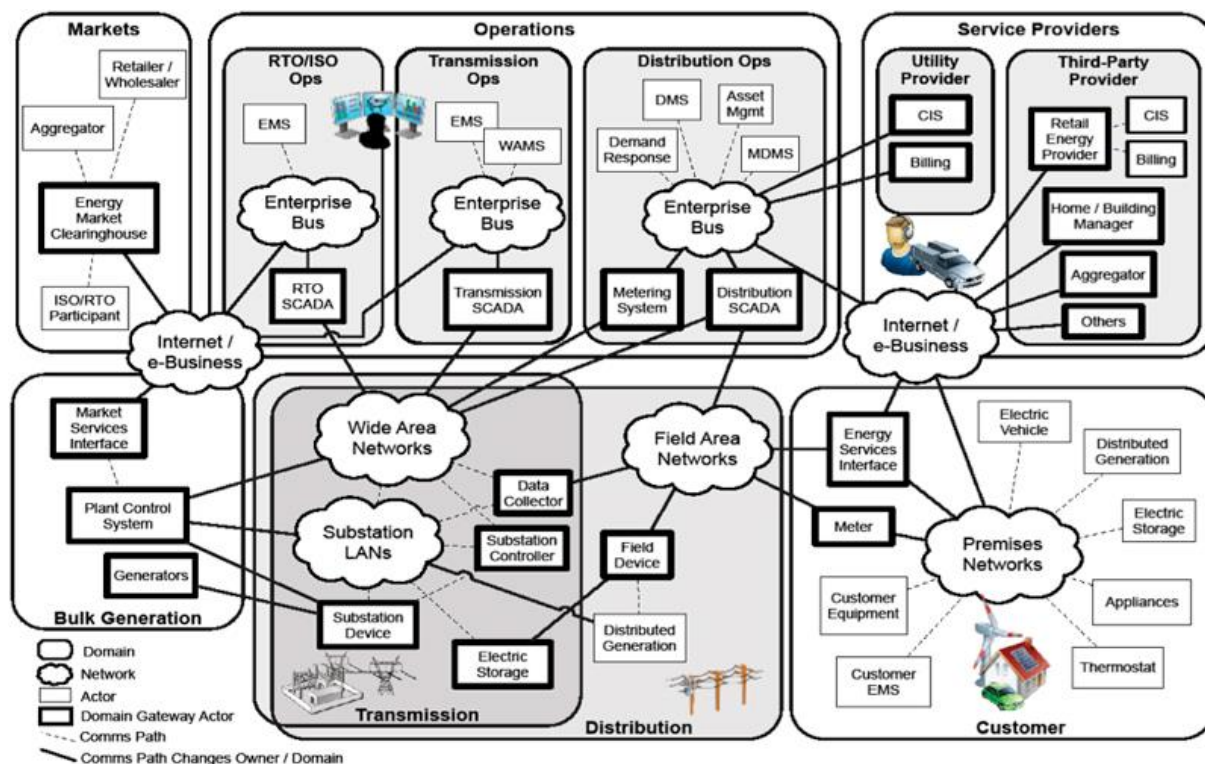 Markets
Retailer /
Wholesaler
Aggregator
Energy
Market
Clearinghouse
ISO/RTO
Participant
Operations
RTO/ISO
Ops
EMS
Enterprise
Bus
RTO
SCADA
Transmission
Ops
EMS
WAMS
Enterprise
Bus
Transmission
SCADA
Distribution Ops
DMS
Asset
Mgmt
Demand
Response
MDMS
Enterprise
Bus
Metering
System
Distribution
SCADA
Service Providers
Utility
Provider
CIS
Billing
Third-Party
Provider
Retail
Energy
Provider
CIS
Billing
Home / Building
Manager
Aggregator
Others
Internet /
e-Business
Internet /
e-Business
Market
Services
Interface
Plant Control
System
Generators
Bulk Generation
Wide Area
Networks
Substation
LANs
Data
Collector
Substation
Controller
Substation
Device
Electric
Storage
Transmission
Field Area
Networks
Field
Device
Distributed
Generation
Distribution
Energy
Services
Interface
Meter
Electric
Vehicle
Distributed
Generation
Electric
Storage
Premises
Networks
Appliances
Thermostat
Customer
Equipment
Customer
EMS
Customer
Domain
Network
Actor
Domain Gateway Actor
Comms Path
Comms Path Changes Owner / Domain